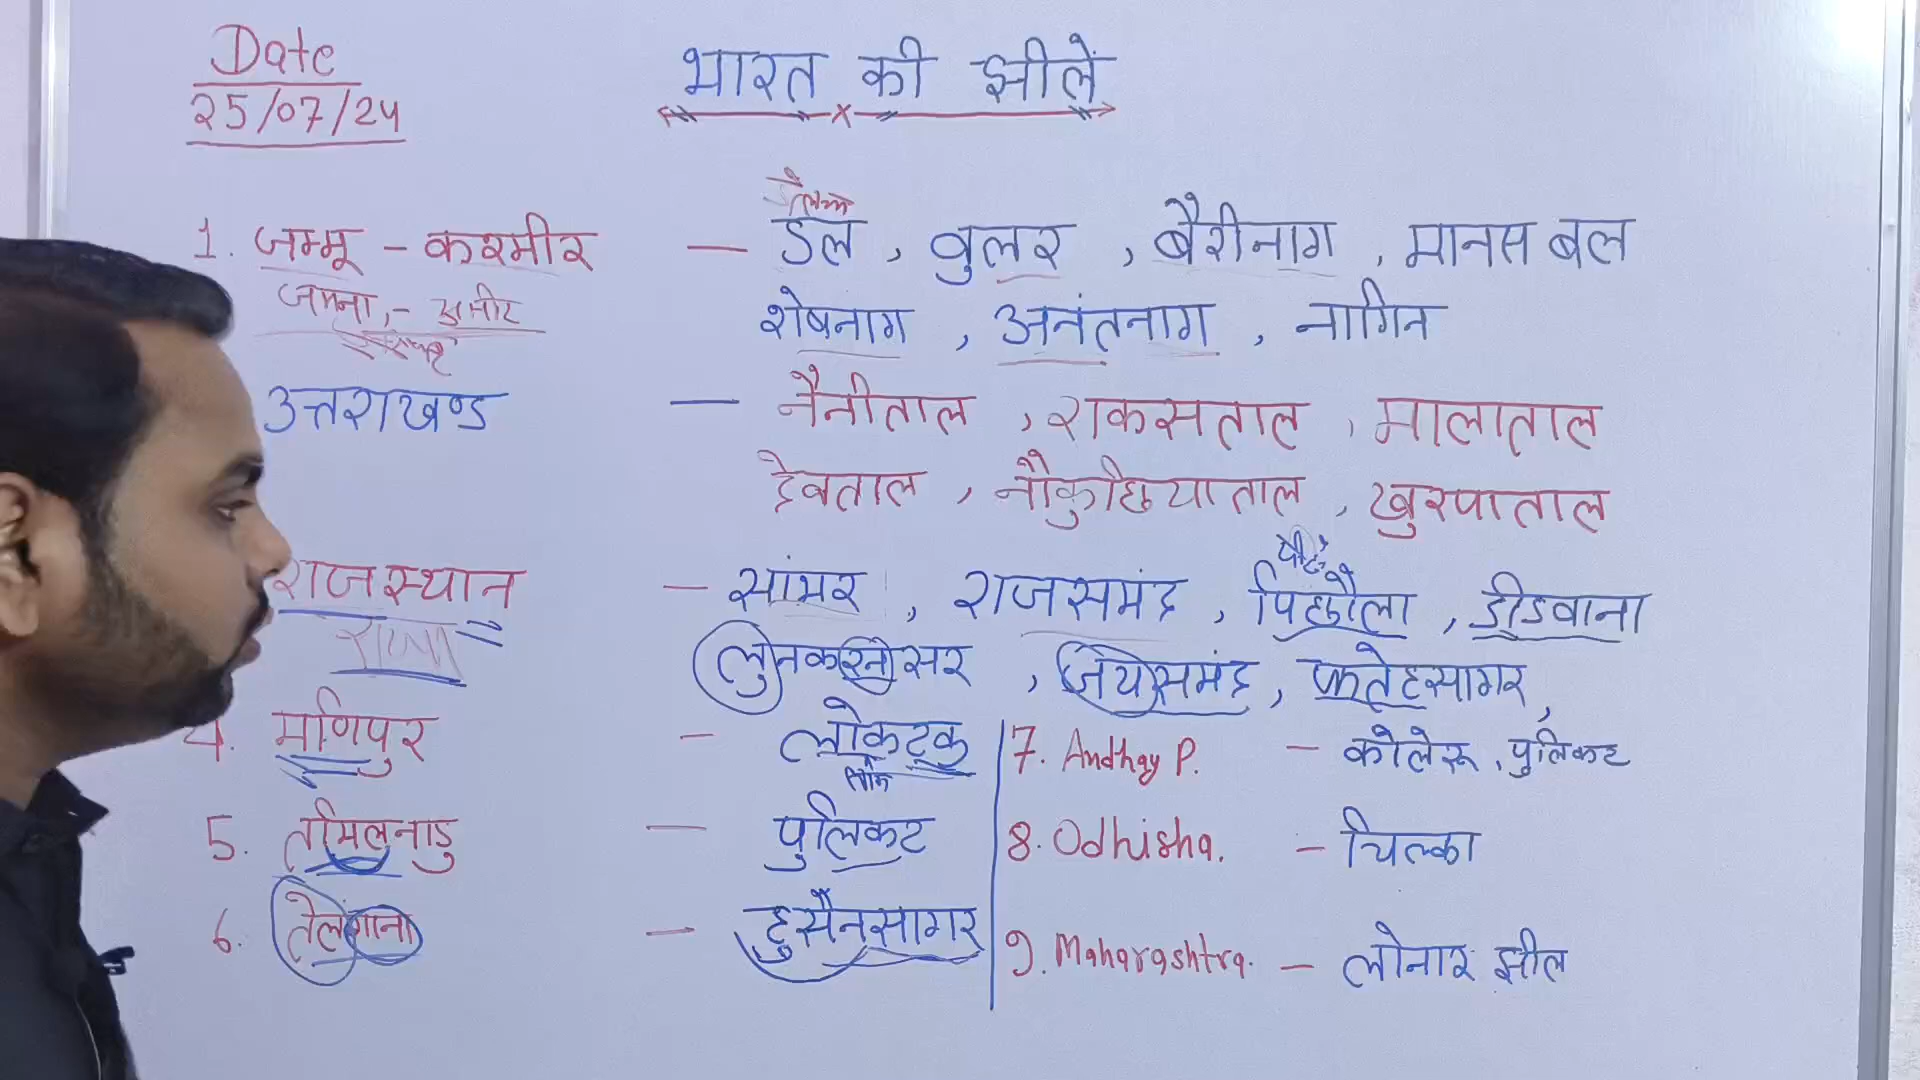 Date
25/07/24
भारत की झीलें
1. जम्मू - कश्मीर — डल , वुलर , बैरीनाग , मानस बल
शेषनाग , अनंतनाग , नागिन
उत्तराखण्ड — नैनीताल , राकसताल , मालाताल
देवताल , नौकुछियाताल , खुरपाताल
राजस्थान — सांभर , राजसमंद , पिछौला , डीडवाना
लुनकरनसर , जयसमंद , फतेहसागर ,
4. मणिपुर - लोकटक
5. तमिलनाडु — पुलिकट
6. तेलंगाना — हुसैनसागर
7. Andhay P. — कोलेरू , पुलिकट
8. Odhisha. — चिल्का
9. Maharashtra. — लोनार झील